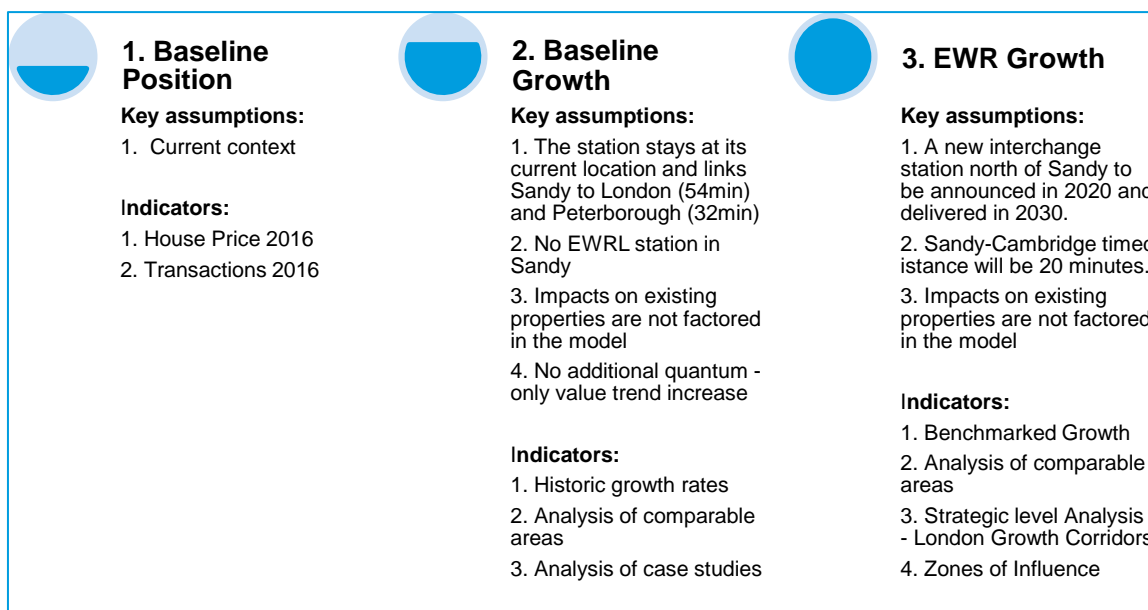 1. Baseline
Position
Key assumptions:
1. Current context
Indicators:
1. House Price 2016
2. Transactions 2016
2. Baseline
Growth
Key assumptions:
1. The station stays at its
current location and links
Sandy to London (54min)
and Peterborough (32min)
2. No EWRL station in
Sandy
3. Impacts on existing
properties are not factored
in the model
4. No additional quantum -
only value trend increase
Indicators:
1. Historic growth rates
2. Analysis of comparable
areas
3. Analysis of case studies
3. EWR Growth
Key assumptions:
1. A new interchange
station north of Sandy to
be announced in 2020 and
delivered in 2030.
2. Sandy-Cambridge timed
istance will be 20 minutes.
3. Impacts on existing
properties are not factored
in the model
Indicators:
1. Benchmarked Growth
2. Analysis of comparable
areas
3. Strategic level Analysis
- London Growth Corridors
4. Zones of Influence